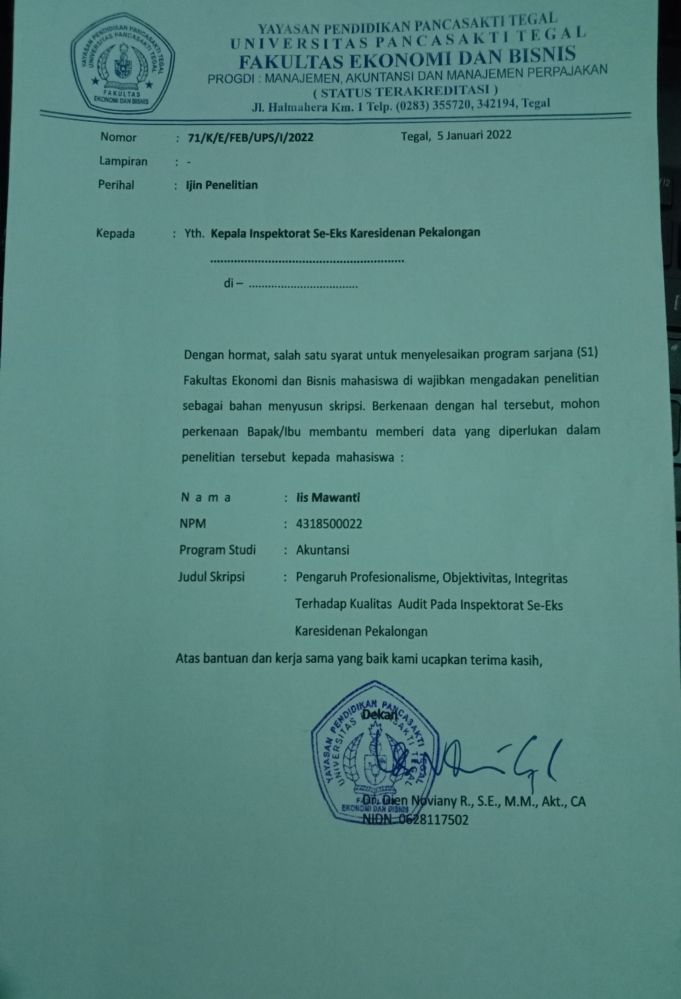 YAYASAN PENDIDIKAN PANCASAKTI TEGAL
UNIVERSITAS PANCASAKTI TEGAL
FAKULTAS
EKONOMI DAN BISNIS
YAYASAN PENDIDIKAN PANCASAKTI TEGAL
UNIVERSITAS PANCASAKTI TEGAL
FAKULTAS EKONOMI DAN BISNIS
PROGDI : MANAJEMEN, AKUNTANSI DAN MANAJEMEN PERPAJAKAN
( STATUS TERAKREDITASI )
Jl. Halmahera Km. 1 Telp. (0283) 355720, 342194, Tegal
Nomor : 71/K/E/FEB/UPS/I/2022 Tegal, 5 Januari 2022
Lampiran : -
Perihal : Ijin Penelitian
Kepada : Yth. Kepala Inspektorat Se-Eks Karesidenan Pekalongan
............................................................
di – ..................................
Dengan hormat, salah satu syarat untuk menyelesaikan program sarjana (S1)
Fakultas Ekonomi dan Bisnis mahasiswa di wajibkan mengadakan penelitian
sebagai bahan menyusun skripsi. Berkenaan dengan hal tersebut, mohon
perkenaan Bapak/Ibu membantu memberi data yang diperlukan dalam
penelitian tersebut kepada mahasiswa :
N a m a : Iis Mawanti
NPM : 4318500022
Program Studi : Akuntansi
Judul Skripsi : Pengaruh Profesionalisme, Objektivitas, Integritas
Terhadap Kualitas Audit Pada Inspektorat Se-Eks
Karesidenan Pekalongan
Atas bantuan dan kerja sama yang baik kami ucapkan terima kasih,
Dekan
YAYASAN PENDIDIKAN PANCASAKTI TEGAL
UNIVERSITAS PANCASAKTI TEGAL
EKONOMI DAN BISNIS
Dr. Dien Noviany R., S.E., M.M., Akt., CA
NIDN 0628117502